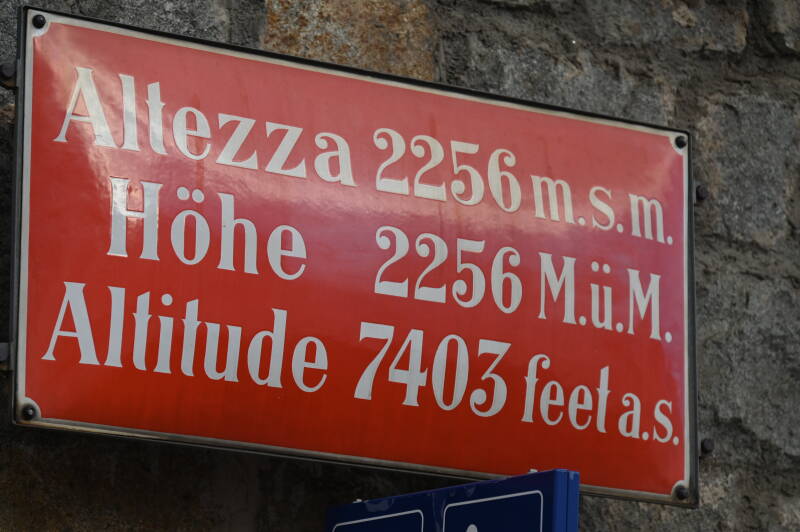 Altezza 2256 m.s.m.
Höhe 2256 M.ü.M.
Altitude 7403 feet a.s.